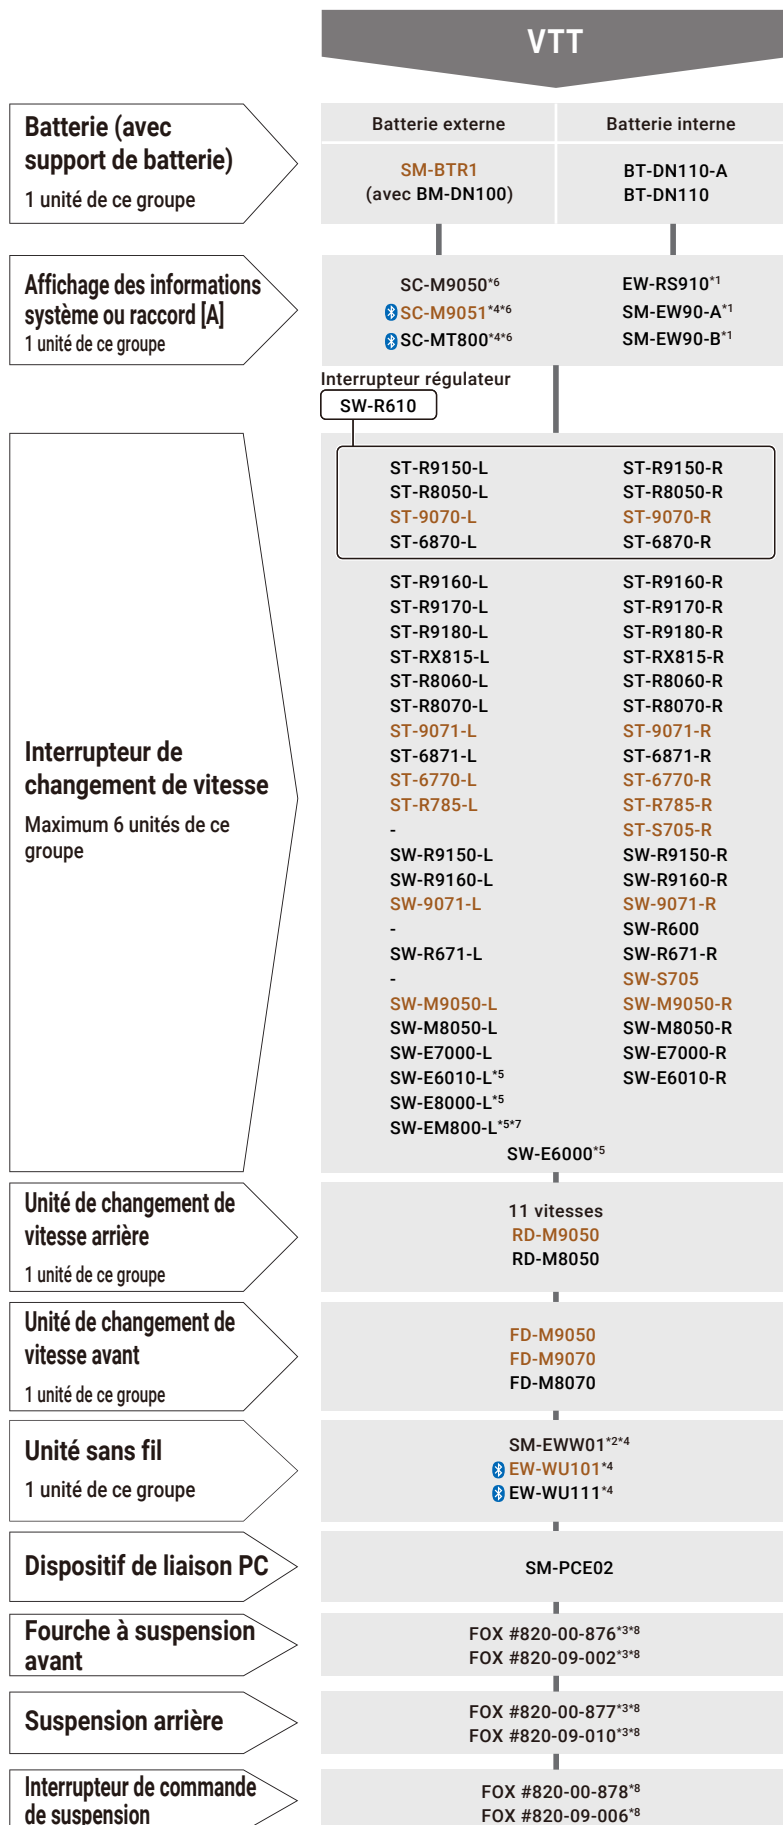 VTT
Batterie (avec
support de batterie)
1 unité de ce groupe
Batterie externe
Batterie interne
SM-BTR1
(avec BM-DN100)
BT-DN110-A
BT-DN110
Affichage des informations
système ou raccord [A]
1 unité de ce groupe
SC-M9050*6
SC-M9051*4*6
SC-MT800*4*6
EW-RS910*1
SM-EW90-A*1
SM-EW90-B*1
Interrupteur régulateur
SW-R610
Interrupteur de
changement de vitesse
Maximum 6 unités de ce
groupe
ST-R9150-L ST-R9150-R
ST-R8050-L ST-R8050-R
ST-9070-L ST-9070-R
ST-6870-L ST-6870-R
ST-R9160-L ST-R9160-R
ST-R9170-L ST-R9170-R
ST-R9180-L ST-R9180-R
ST-RX815-L ST-RX815-R
ST-R8060-L ST-R8060-R
ST-R8070-L ST-R8070-R
ST-9071-L ST-9071-R
ST-6871-L ST-6871-R
ST-6770-L ST-6770-R
ST-R785-L ST-R785-R
- ST-S705-R
SW-R9150-L SW-R9150-R
SW-R9160-L SW-R9160-R
SW-9071-L SW-9071-R
- SW-R600
SW-R671-L SW-R671-R
- SW-S705
SW-M9050-L SW-M9050-R
SW-M8050-L SW-M8050-R
SW-E7000-L SW-E7000-R
SW-E6010-L*5 SW-E6010-R
SW-E8000-L*5
SW-EM800-L*5*7
SW-E6000*5
Unité de changement de
vitesse arrière
1 unité de ce groupe
11 vitesses
RD-M9050
RD-M8050
Unité de changement de
vitesse avant
1 unité de ce groupe
FD-M9050
FD-M9070
FD-M8070
Unité sans fil
1 unité de ce groupe
SM-EWW01*2*4
EW-WU101*4
EW-WU111*4
Dispositif de liaison PC
SM-PCE02
Fourche à suspension
avant
FOX #820-00-876*3*8
FOX #820-09-002*3*8
Suspension arrière
FOX #820-00-877*3*8
FOX #820-09-010*3*8
Interrupteur de commande
de suspension
FOX #820-00-878*8
FOX #820-09-006*8